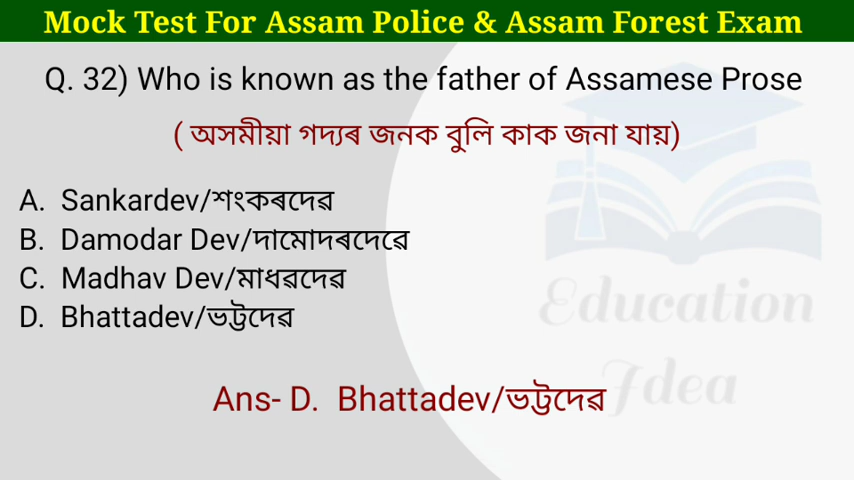 Mock Test For Assam Police & Assam Forest Exam
Q. 32) Who is known as the father of Assamese Prose
( অসমীয়া গদ্যৰ জনক বুলি কাক জনা যায়)
A. Sankardev/শংকৰদেৱ
B. Damodar Dev/দামোদৰদেৱে
C. Madhav Dev/মাধৱদেৱ
D. Bhattadev/ভট্টদেৱ
Education
Idea
Ans- D. Bhattadev/ভট্টদেৱ